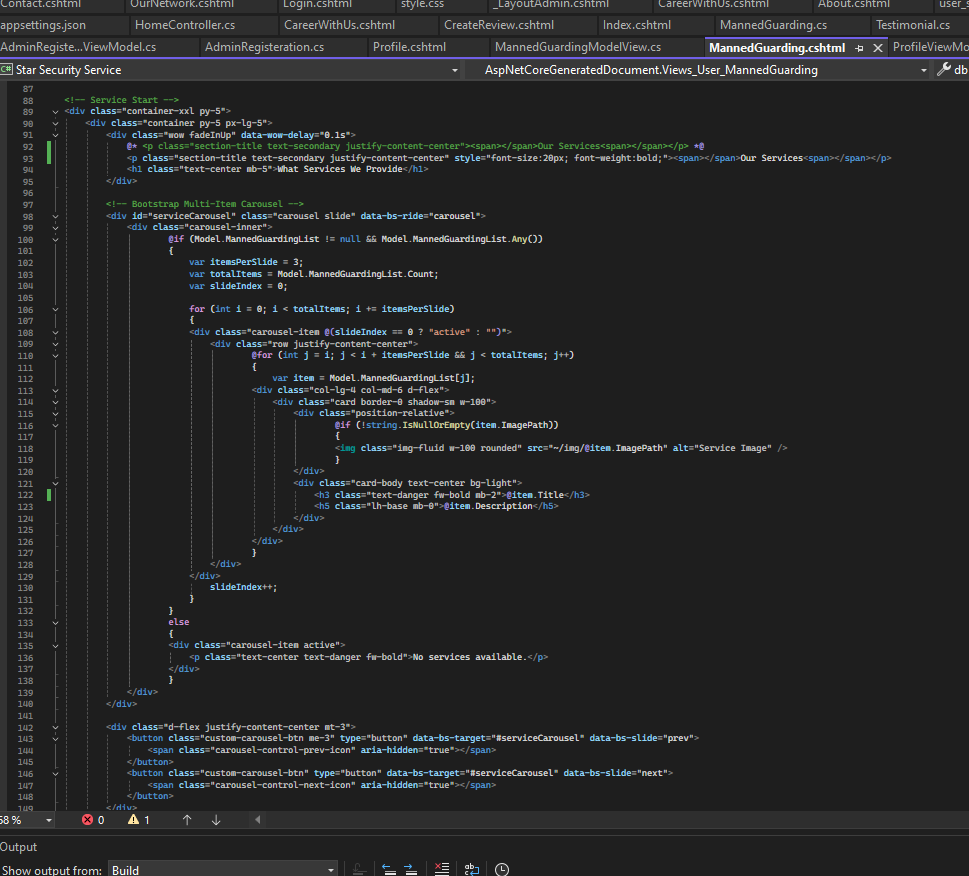 Contact.cshtml OurNetwork.cshtml Login.cshtml style.css _LayoutAdmin.cshtml CareerWithUs.cshtml About.cshtml user_s
appsettings.json HomeController.cs CareerWithUs.cshtml CreateReview.cshtml Index.cshtml MannedGuarding.cs Testimonial.cs
AdminRegiste...ViewModel.cs AdminRegisteration.cs Profile.cshtml MannedGuardingModelView.cs MannedGuarding.cshtml ProfileViewMo
C# Star Security Service AspNetCoreGeneratedDocument.Views_User_MannedGuarding db
87
88 <!-- Service Start -->
89 <div class="container-xxl py-5">
90 <div class="container py-5 px-lg-5">
91 <div class="wow fadeInUp" data-wow-delay="0.1s">
92 @* <p class="section-title text-secondary justify-content-center"><span></span>Our Services<span></span></p> *@
93 <p class="section-title text-secondary justify-content-center" style="font-size:20px; font-weight:bold;"><span></span>Our Services<span></span></p>
94 <h1 class="text-center mb-5">What Services We Provide</h1>
95 </div>
96
97 <!-- Bootstrap Multi-Item Carousel -->
98 <div id="serviceCarousel" class="carousel slide" data-bs-ride="carousel">
99 <div class="carousel-inner">
100 @if (Model.MannedGuardingList != null && Model.MannedGuardingList.Any())
101 {
102 var itemsPerSlide = 3;
103 var totalItems = Model.MannedGuardingList.Count;
104 var slideIndex = 0;
105
106 for (int i = 0; i < totalItems; i += itemsPerSlide)
107 {
108 <div class="carousel-item @(slideIndex == 0 ? "active" : "")">
109 <div class="row justify-content-center">
110 @for (int j = i; j < i + itemsPerSlide && j < totalItems; j++)
111 {
112 var item = Model.MannedGuardingList[j];
113 <div class="col-lg-4 col-md-6 d-flex">
114 <div class="card border-0 shadow-sm w-100">
115 <div class="position-relative">
116 @if (!string.IsNullOrEmpty(item.ImagePath))
117 {
118 <img class="img-fluid w-100 rounded" src="~/img/@item.ImagePath" alt="Service Image" />
119 }
120 </div>
121 <div class="card-body text-center bg-light">
122 <h3 class="text-danger fw-bold mb-2">@item.Title</h3>
123 <h5 class="lh-base mb-0">@item.Description</h5>
124 </div>
125 </div>
126 </div>
127 }
128 </div>
129 </div>
130 slideIndex++;
131 }
132 }
133 else
134 {
135 <div class="carousel-item active">
136 <p class="text-center text-danger fw-bold">No services available.</p>
137 </div>
138 }
139 </div>
140 </div>
141
142 <div class="d-flex justify-content-center mt-3">
143 <button class="custom-carousel-btn me-3" type="button" data-bs-target="#serviceCarousel" data-bs-slide="prev">
144 <span class="carousel-control-prev-icon" aria-hidden="true"></span>
145 </button>
146 <button class="custom-carousel-btn" type="button" data-bs-target="#serviceCarousel" data-bs-slide="next">
147 <span class="carousel-control-next-icon" aria-hidden="true"></span>
148 </button>
149 </div>
68 % 0 1
Output
Show output from: Build